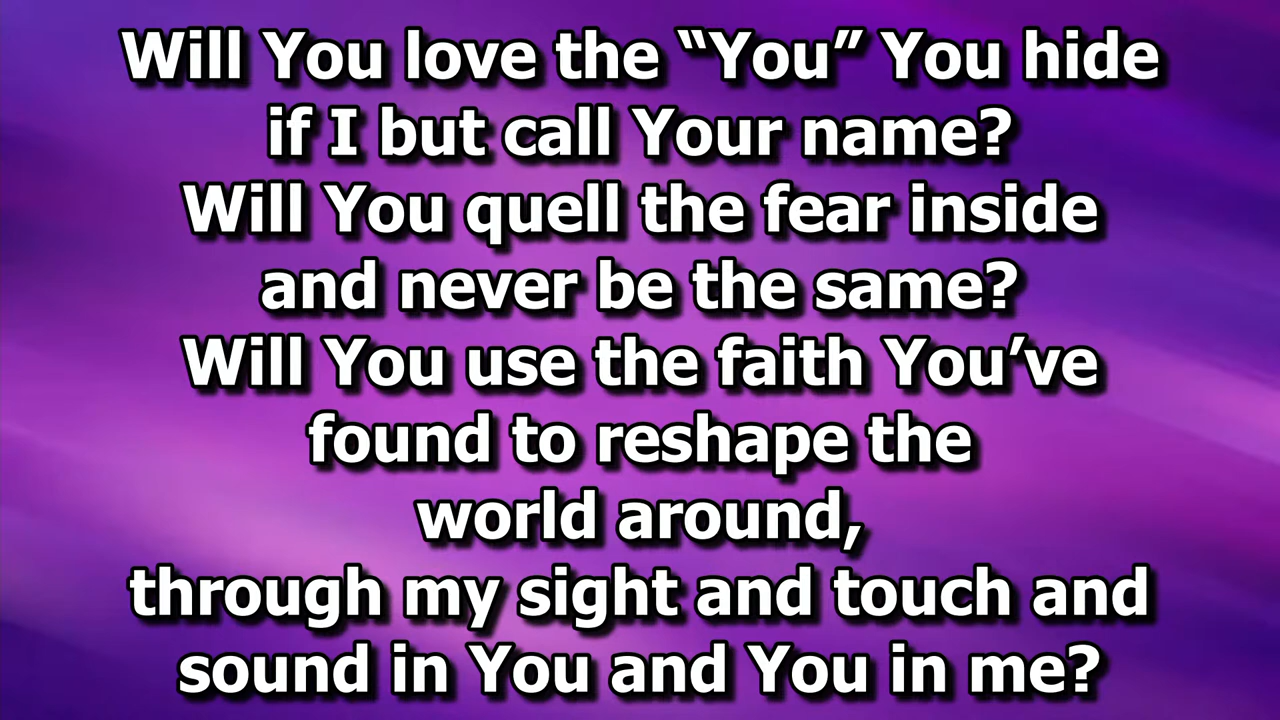 Will You love the “You” You hide
if I but call Your name?
Will You quell the fear inside
and never be the same?
Will You use the faith You’ve
found to reshape the
world around,
through my sight and touch and
sound in You and You in me?